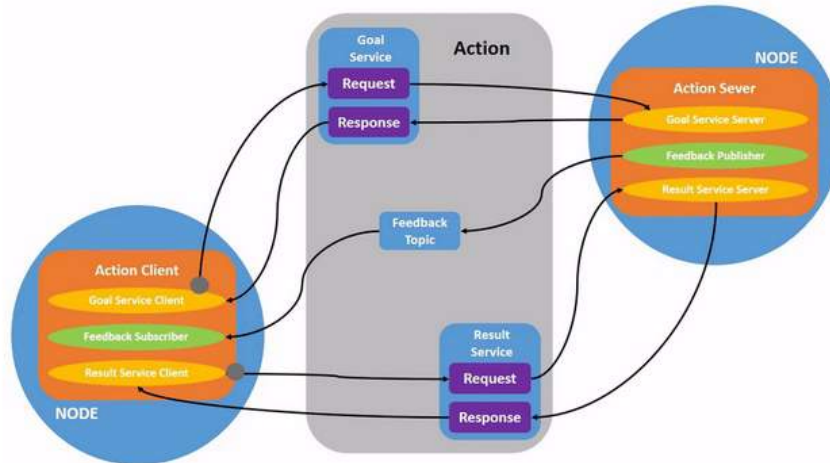 Goal
Service
Request
Response
Action
NODE
Action Sever
Goal Service Server
Feedback Publisher
Result Service Server
Feedback
Topic
Action Client
Goal Service Client
Feedback Subscriber
Result Service Client
NODE
Result
Service
Request
Response